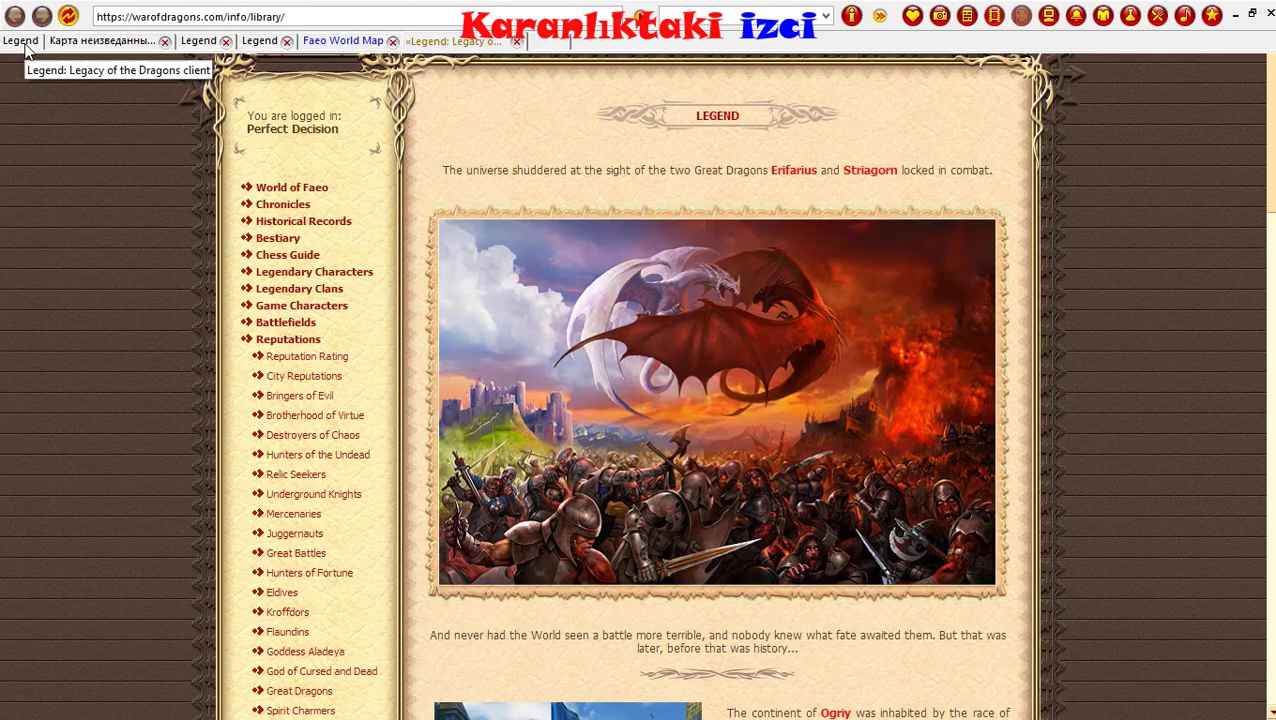 https://warofdragons.com/info/library/
Karanlıktaki izci
Legend
Карта неизведанны...
Legend
Legend
Faeo World Map
«Legend: Legacy o...
Legend: Legacy of the Dragons client
You are logged in:
Perfect Decision
World of Faeo
Chronicles
Historical Records
Bestiary
Chess Guide
Legendary Characters
Legendary Clans
Game Characters
Battlefields
Reputations
Reputation Rating
City Reputations
Bringers of Evil
Brotherhood of Virtue
Destroyers of Chaos
Hunters of the Undead
Relic Seekers
Underground Knights
Mercenaries
Juggernauts
Great Battles
Hunters of Fortune
Eldives
Kroffdors
Flaundins
Goddess Aladeya
God of Cursed and Dead
Great Dragons
Spirit Charmers
LEGEND
The universe shuddered at the sight of the two Great Dragons Erifarius and Striagorn locked in combat.
And never had the World seen a battle more terrible, and nobody knew what fate awaited them. But that was
later, before that was history...
The continent of Ogriy was inhabited by the race of